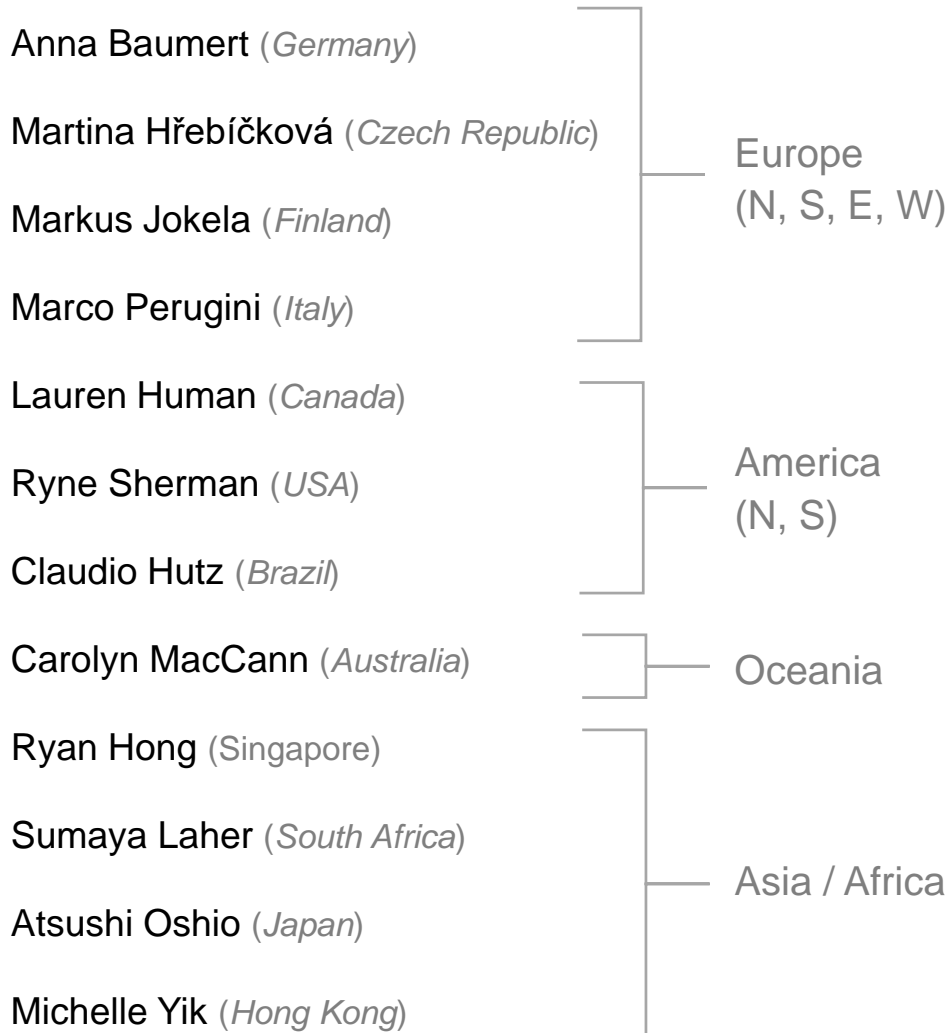 Anna Baumert (Germany)
Martina Hřebíčková (Czech Republic)
Markus Jokela (Finland)
Marco Perugini (Italy)
Europe
(N, S, E, W)
Lauren Human (Canada)
Ryne Sherman (USA)
Claudio Hutz (Brazil)
America
(N, S)
Carolyn MacCann (Australia)
Oceania
Ryan Hong (Singapore)
Sumaya Laher (South Africa)
Atsushi Oshio (Japan)
Michelle Yik (Hong Kong)
Asia / Africa